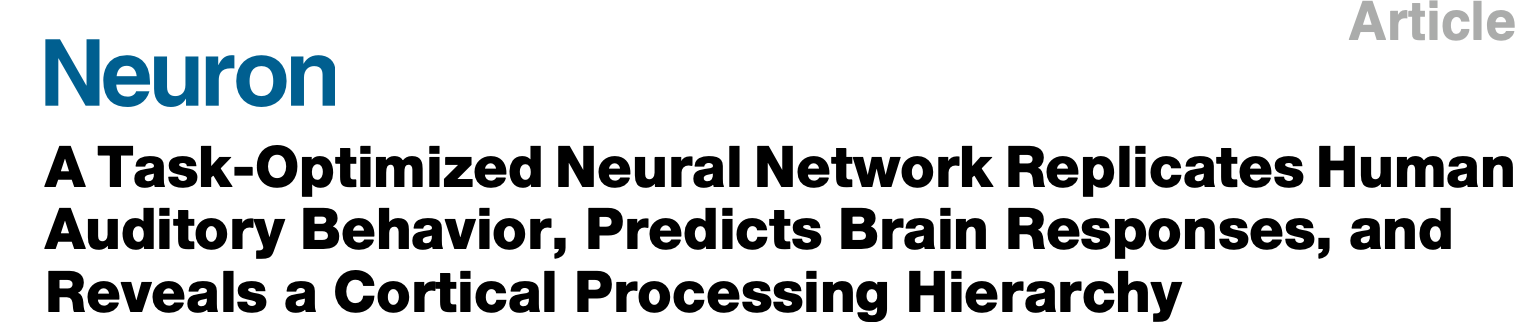 Article
Neuron
A Task-Optimized Neural Network Replicates Human
Auditory Behavior, Predicts Brain Responses, and
Reveals a Cortical Processing Hierarchy